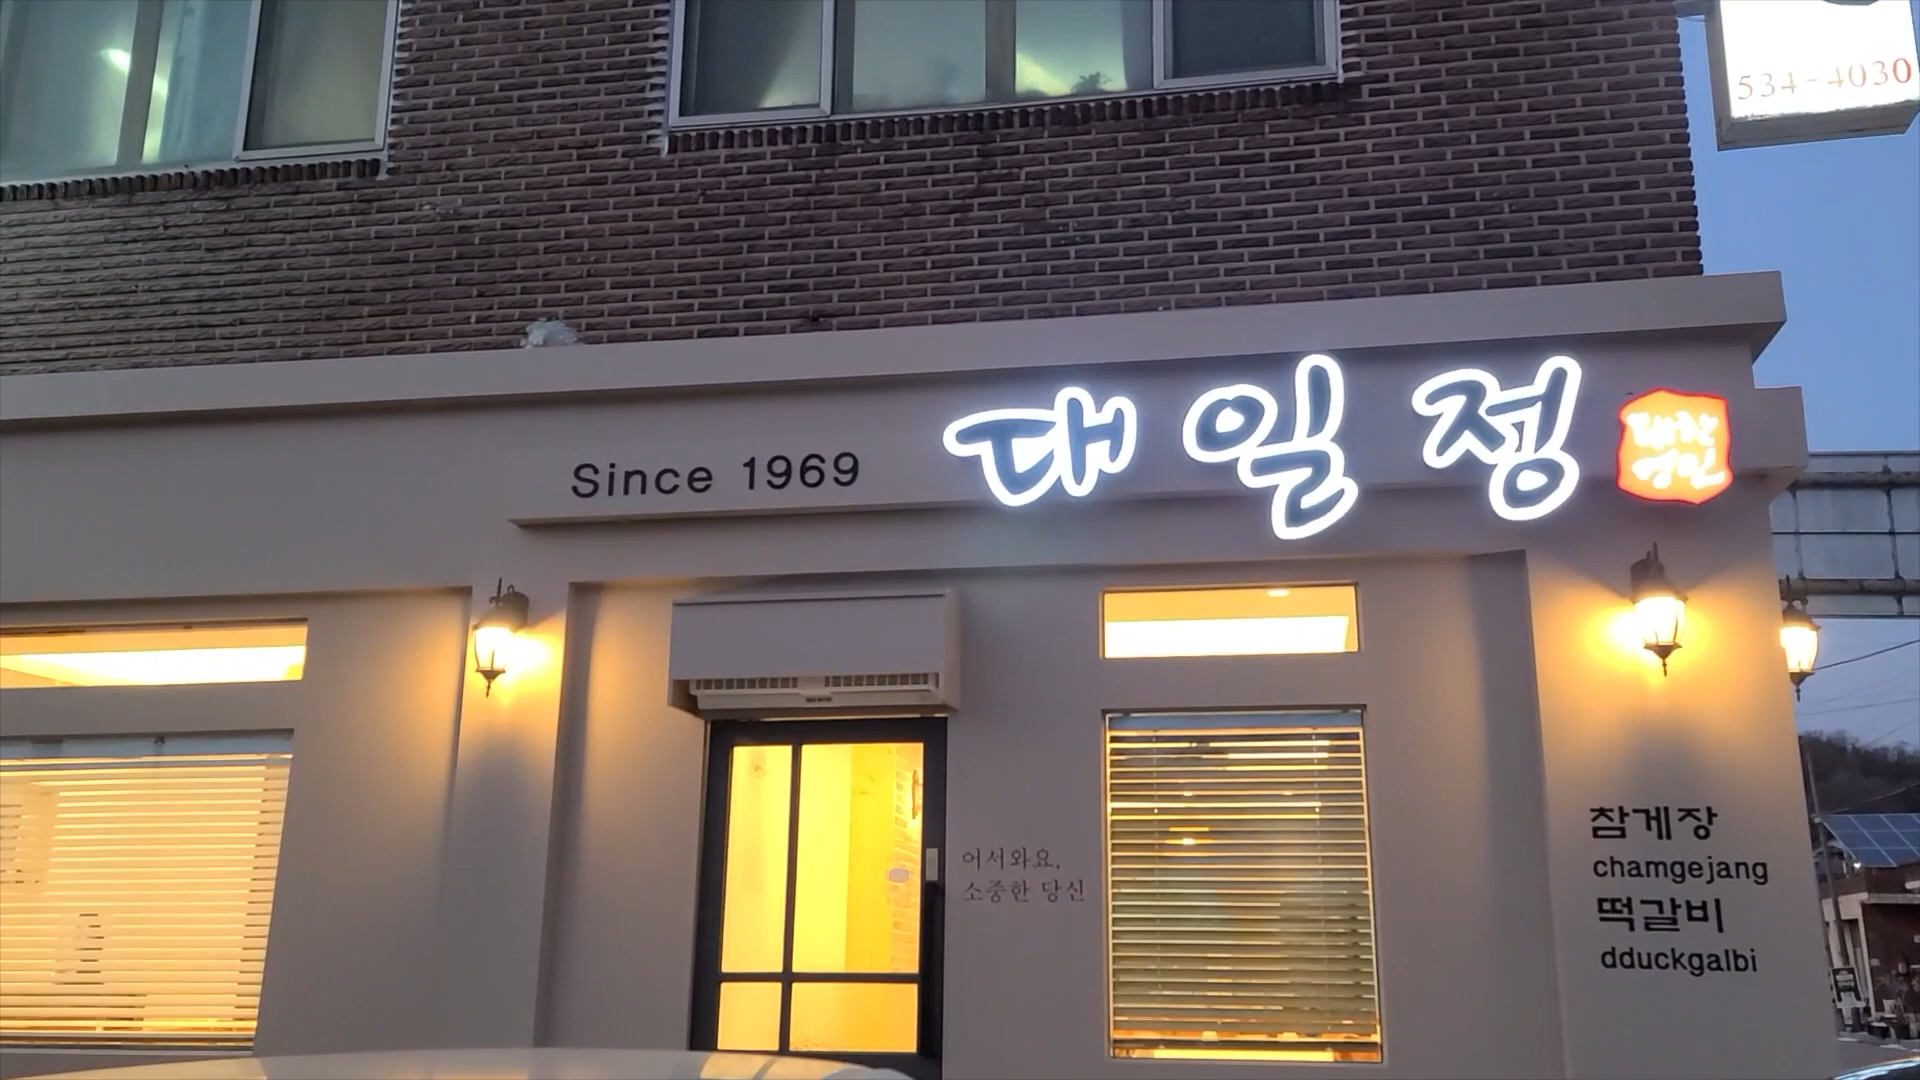 534-4030
Since 1969 대일정
어서와요,
소중한 당신
참게장
chamgejang
떡갈비
dduckgalbi